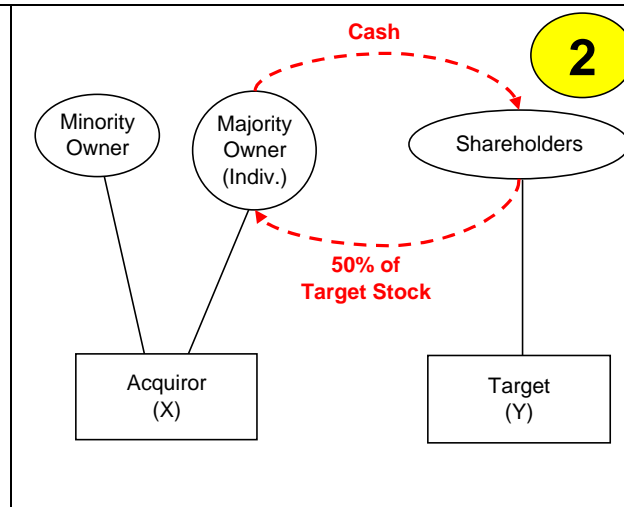 Cash
2
Minority
Owner
Majority
Owner
(Indiv.)
Shareholders
50% of
Target Stock
Acquiror
(X)
Target
(Y)